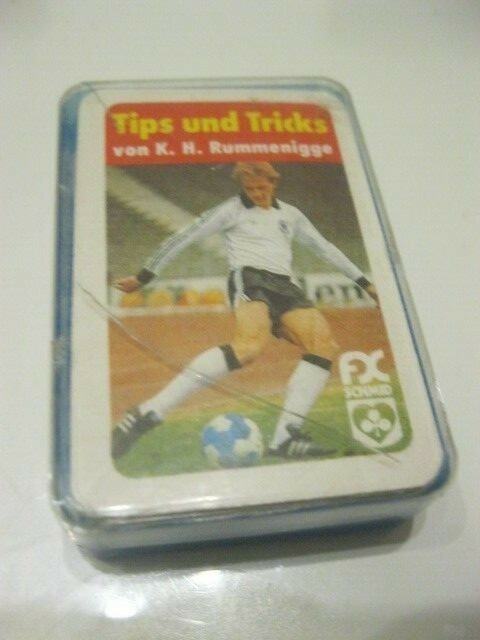 Tips und Tricks
von K. H. Rummenigge
FX
SCHMID